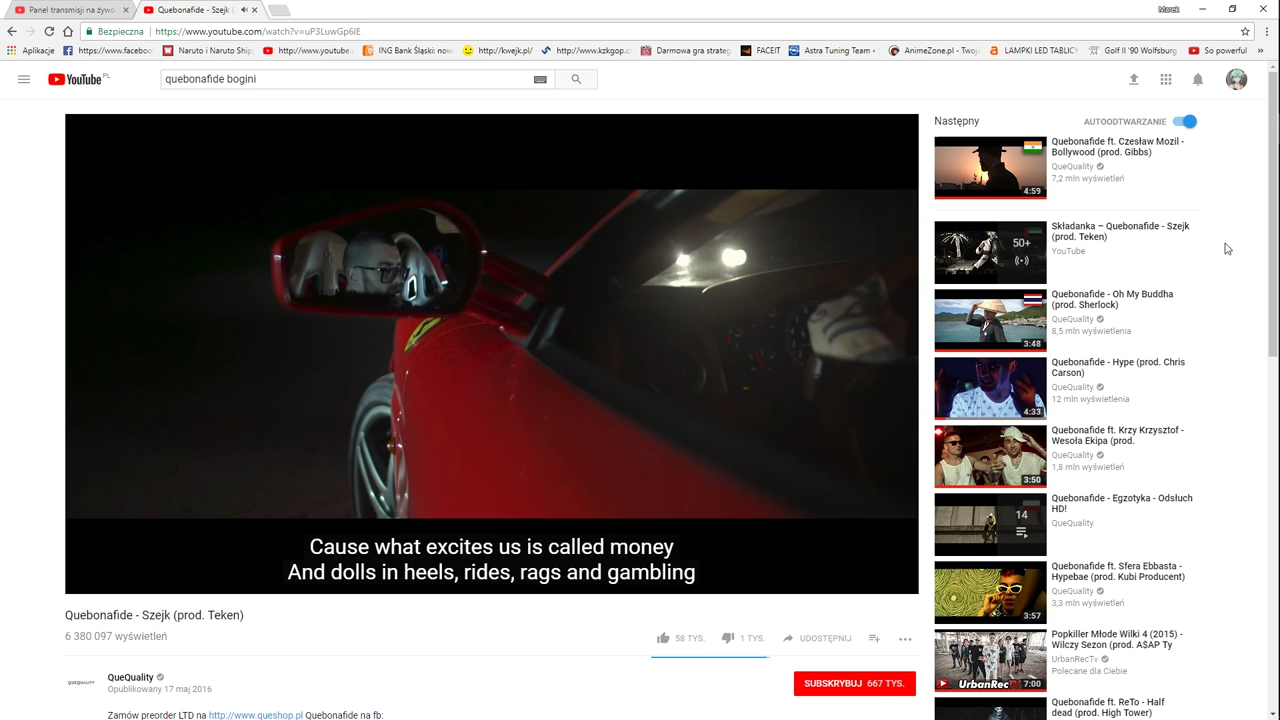 Panel transmisji na żywo
Quebonafide - Szejk (
Marek
Bezpieczna
https://www.youtube.com/watch?v=uP3LuwGp6IE
Aplikacje
https://www.faceboo
Naruto i Naruto Ship
http://www.youtube.
ING Bank Śląski now
http://kwejk.pl/
http://www.kzkgop.c
Darmowa gra strateg
FACEIT
Astra Tuning Team -
AnimeZone.pl - Twoj
LAMPKI LED TABLICY
Golf II '90 Wolfsburg
So powerful
YouTube PL
quebonafide bogini
Cause what excites us is called money
And dolls in heels, rides, rags and gambling
Quebonafide - Szejk (prod. Teken)
6 380 097 wyświetleń
58 TYS.
1 TYS.
UDOSTĘPNIJ
QUEQUALITY
QueQuality
Opublikowany 17 maj 2016
SUBSKRYBUJ 667 TYS.
Zamów preorder LTD na http://www.queshop.pl Quebonafide na fb:
Następny
AUTOODTWARZANIE
Quebonafide ft. Czesław Mozil -
Bollywood (prod. Gibbs)
QueQuality
7,2 mln wyświetleń
4:59
Składanka – Quebonafide - Szejk
(prod. Teken)
YouTube
50+
Quebonafide - Oh My Buddha
(prod. Sherlock)
QueQuality
8,5 mln wyświetlenia
3:48
Quebonafide - Hype (prod. Chris
Carson)
QueQuality
12 mln wyświetlenia
4:33
Quebonafide ft. Krzy Krzysztof -
Wesoła Ekipa (prod.
QueQuality
1,8 mln wyświetleń
3:50
Quebonafide - Egzotyka - Odsłuch
HD!
QueQuality
14
Quebonafide ft. Sfera Ebbasta -
Hypebae (prod. Kubi Producent)
QueQuality
3,3 mln wyświetleń
3:57
Popkiller Młode Wilki 4 (2015) -
Wilczy Sezon (prod. A$AP Ty
UrbanRecTv
Polecane dla Ciebie
UrbanRecTV
7:00
Quebonafide ft. ReTo - Half
dead (prod. High Tower)